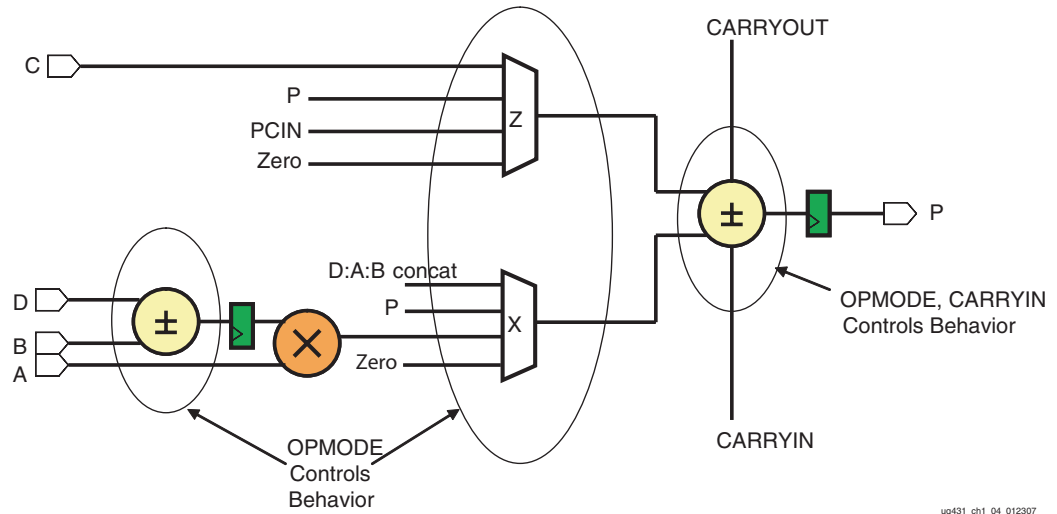 CARRYOUT
C
P
Z
PCIN
Zero
±
P
D:A:B concat
D
±
P
X
OPMODE, CARRYIN
Controls Behavior
B
×
A
Zero
OPMODE
Controls
Behavior
CARRYIN
ug431_ch1_04_012307